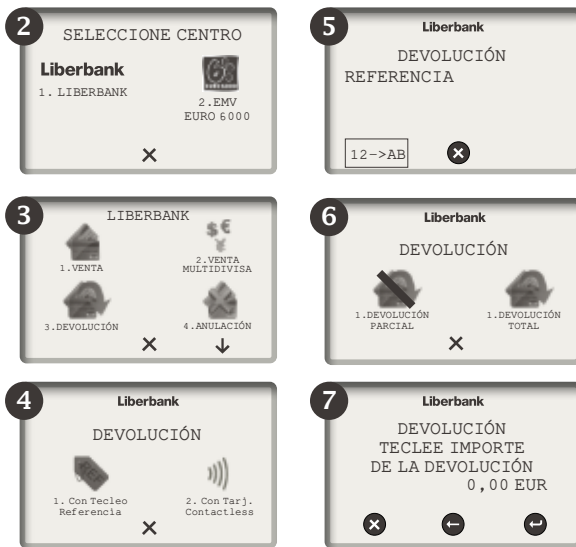 2
SELECCIONE CENTRO
Liberbank
1. LIBERBANK
2.EMV
EURO 6000
3
LIBERBANK
$€
¥
1.VENTA
2.VENTA
MULTIDIVISA
3.DEVOLUCIÓN
4.ANULACIÓN
4
Liberbank
DEVOLUCIÓN
REF
1. Con Tecleo
Referencia
2. Con Tarj.
Contactless
5
Liberbank
DEVOLUCIÓN
REFERENCIA
12->AB
6
Liberbank
DEVOLUCIÓN
1.DEVOLUCIÓN
PARCIAL
1.DEVOLUCIÓN
TOTAL
7
Liberbank
DEVOLUCIÓN
TECLEE IMPORTE
DE LA DEVOLUCIÓN
0,00 EUR